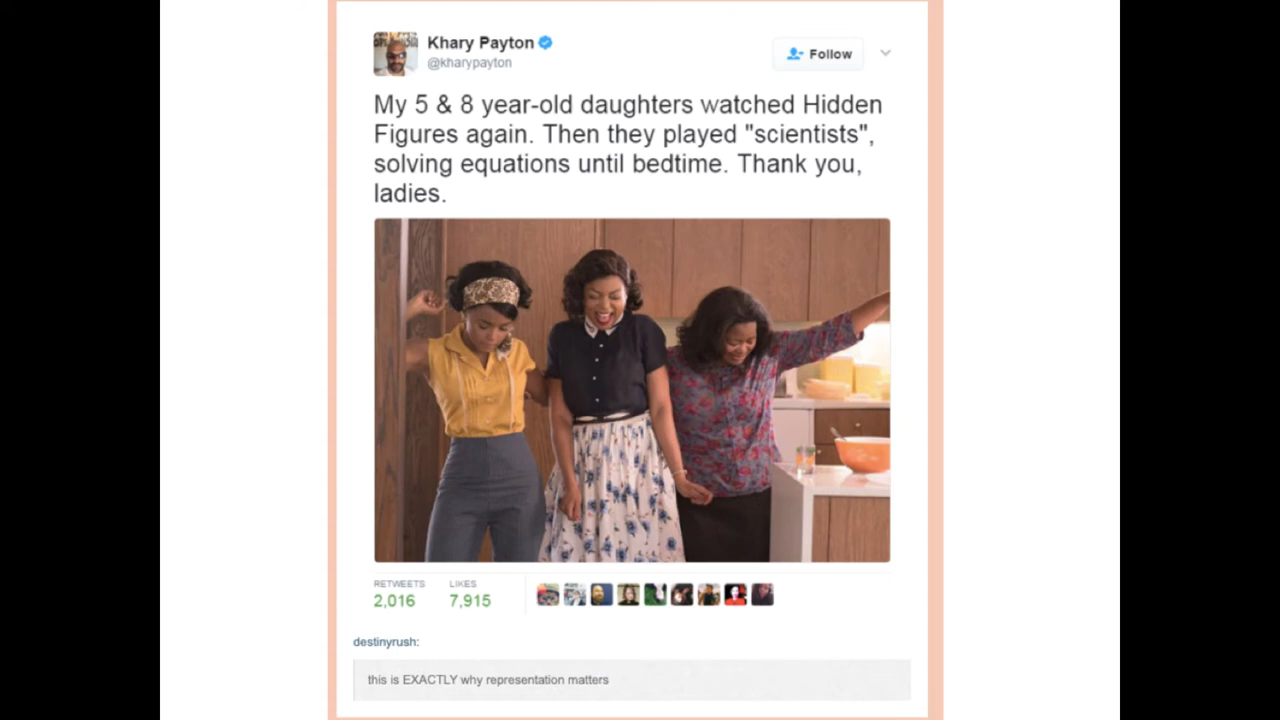 Khary Payton
@kharypayton
Follow
My 5 & 8 year-old daughters watched Hidden
Figures again. Then they played "scientists",
solving equations until bedtime. Thank you,
ladies.
RETWEETS
LIKES
2,016
7,915
destinyrush:
this is EXACTLY why representation matters